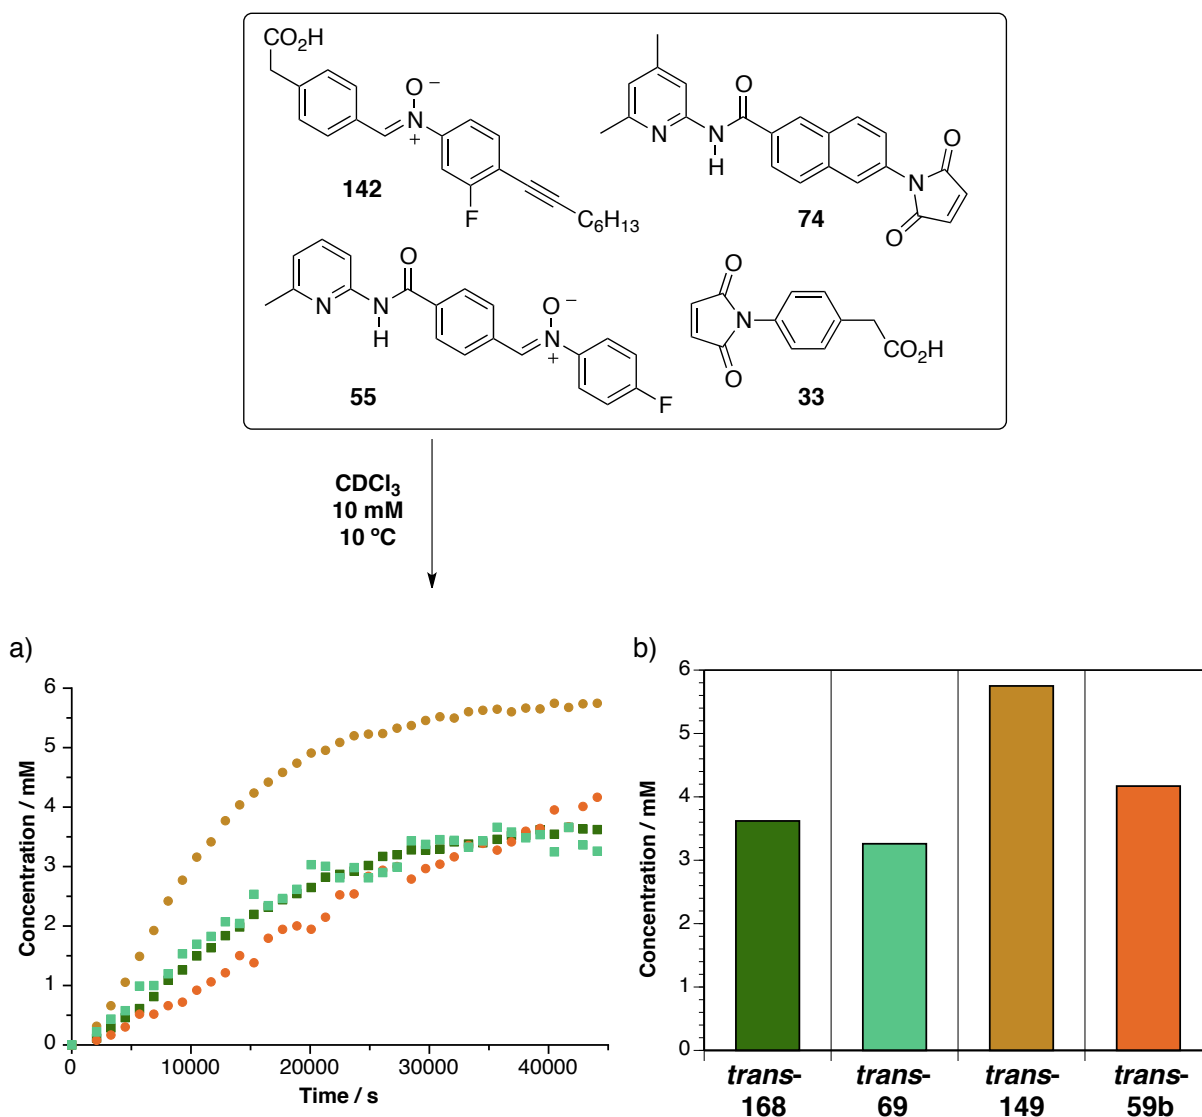 CO₂H
O⁻
N
+
F
C₆H₁₃
142
N
N
H
O
N
O
O
74
N
N
H
O
O⁻
N
+
F
55
O
N
O
CO₂H
33
CDCl₃
10 mM
10 ºC
a)
6
5
4
3
2
1
0
Concentration / mM
0
10000
20000
30000
40000
Time / s
b)
6
4
3
2
1
0
Concentration / mM
trans-
168
trans-
69
trans-
149
trans-
59b